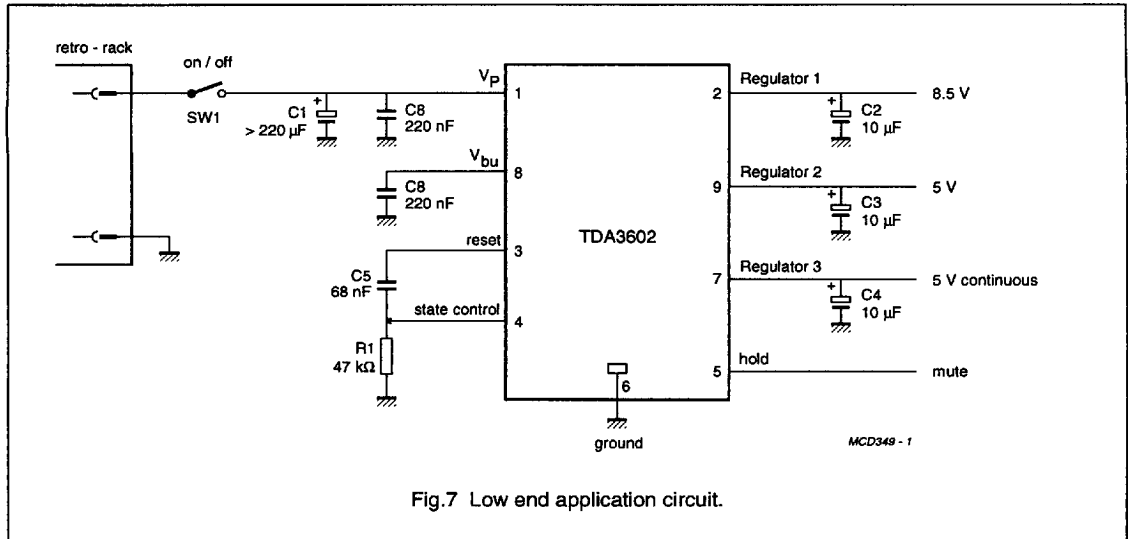 retro - rack
on / off
SW1
+
C1
> 220 µF
C8
220 nF
VP
1
Vbu
8
C8
220 nF
reset
3
C5
68 nF
state control
4
R1
47 kΩ
TDA3602
6
ground
2
Regulator 1
8.5 V
+
C2
10 µF
9
Regulator 2
5 V
+
C3
10 µF
7
Regulator 3
5 V continuous
+
C4
10 µF
5
hold
mute
MCD349 - 1
Fig.7 Low end application circuit.